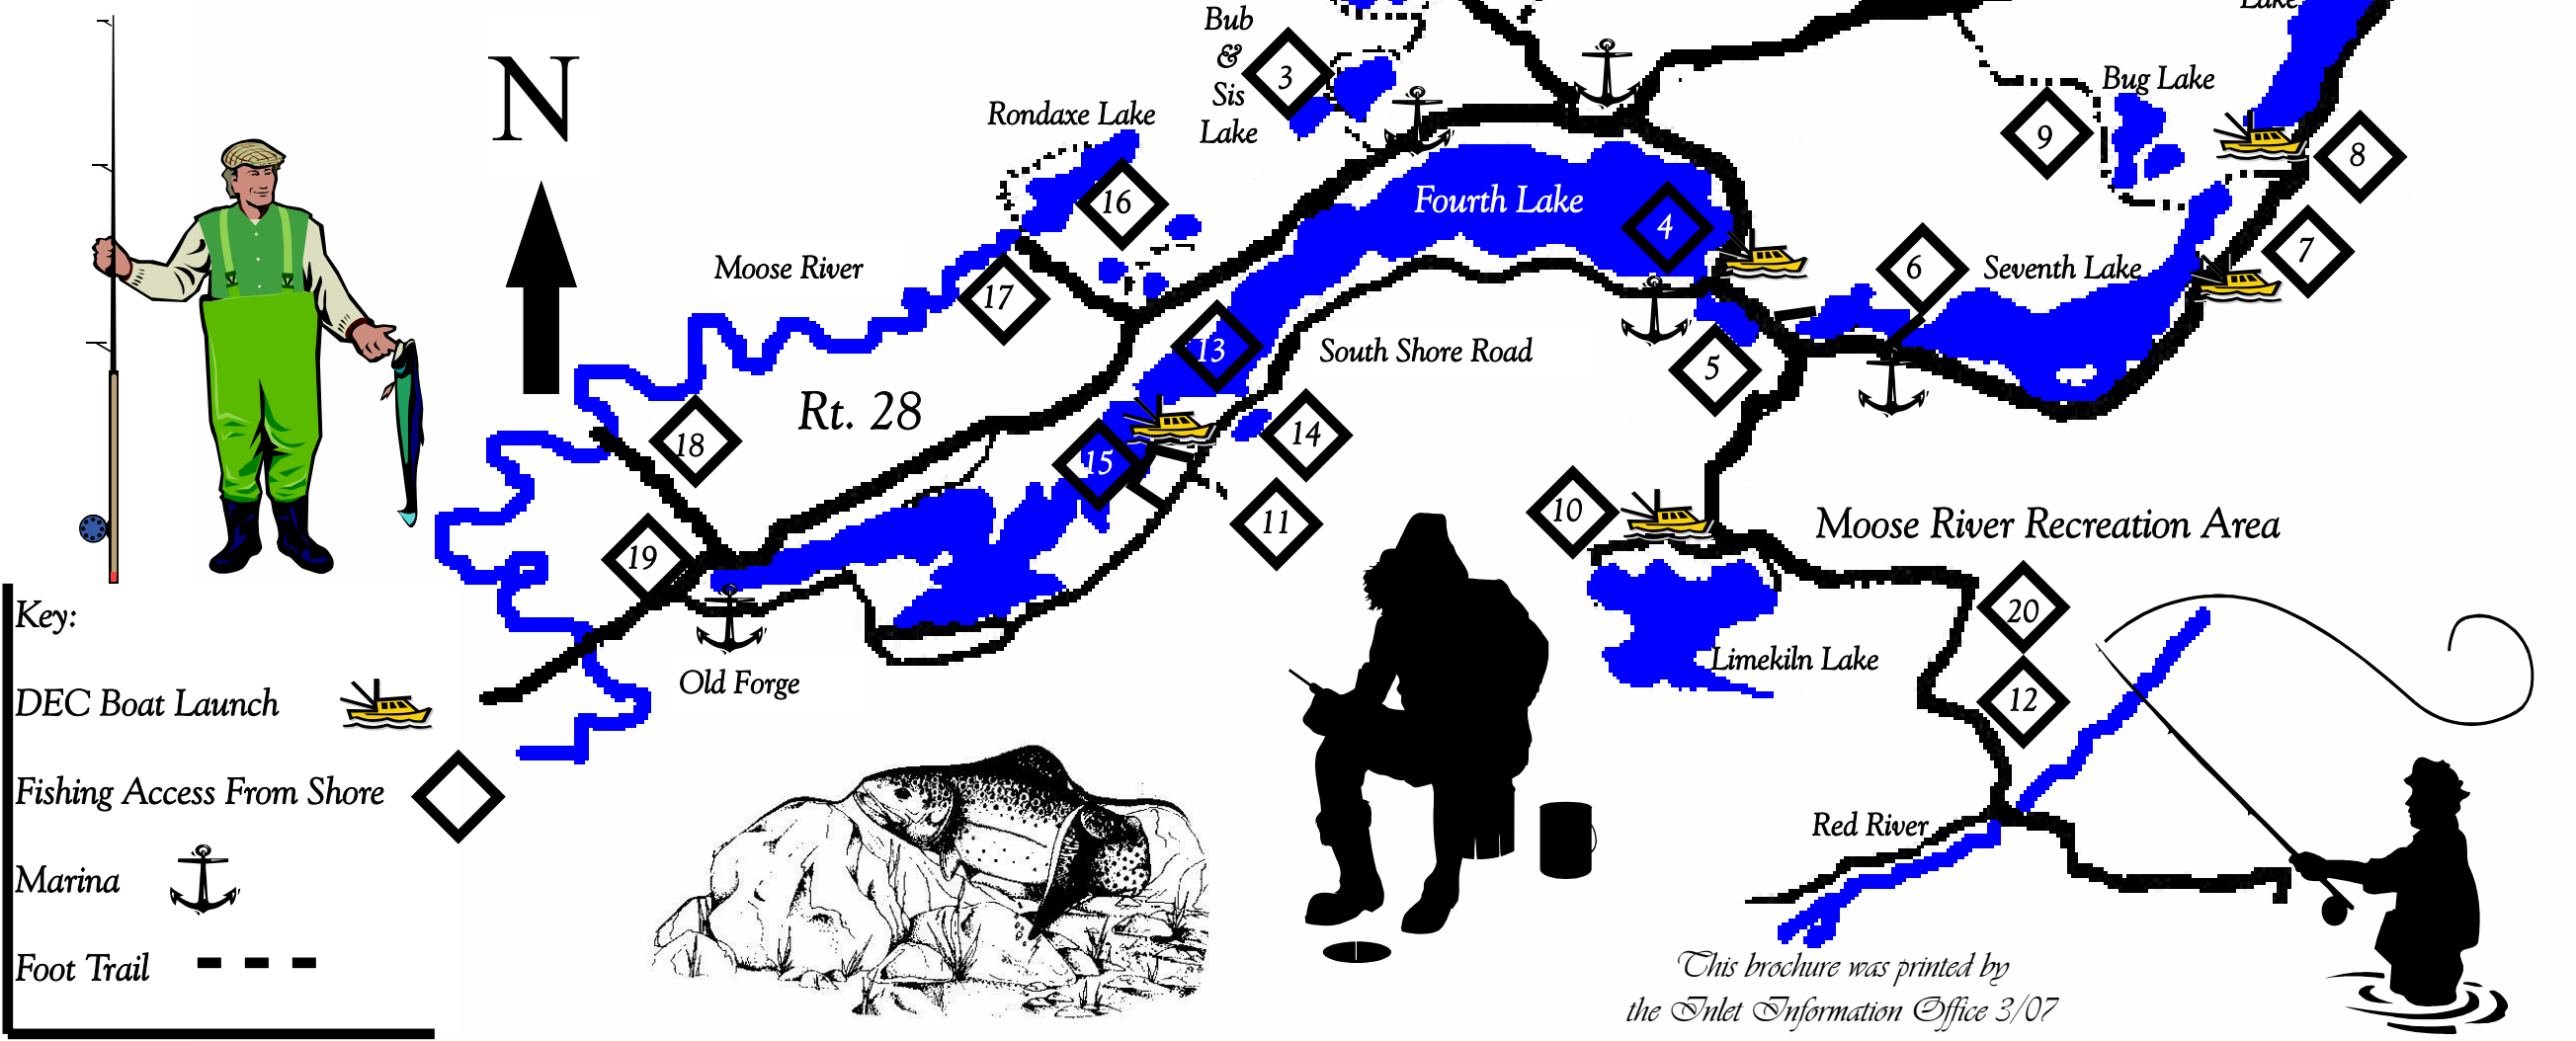 Bub
&
Sis
Lake
3
Lake
N
Rondaxe Lake
Bug Lake
9
8
16
Fourth Lake
4
Moose River
17
6
Seventh Lake
7
13
South Shore Road
5
Rt. 28
18
14
15
10
11
Moose River Recreation Area
19
20
Limekiln Lake
12
Old Forge
Red River
Key:
DEC Boat Launch
Fishing Access From Shore
Marina
Foot Trail
This brochure was printed by
the Inlet Information Office 3/07